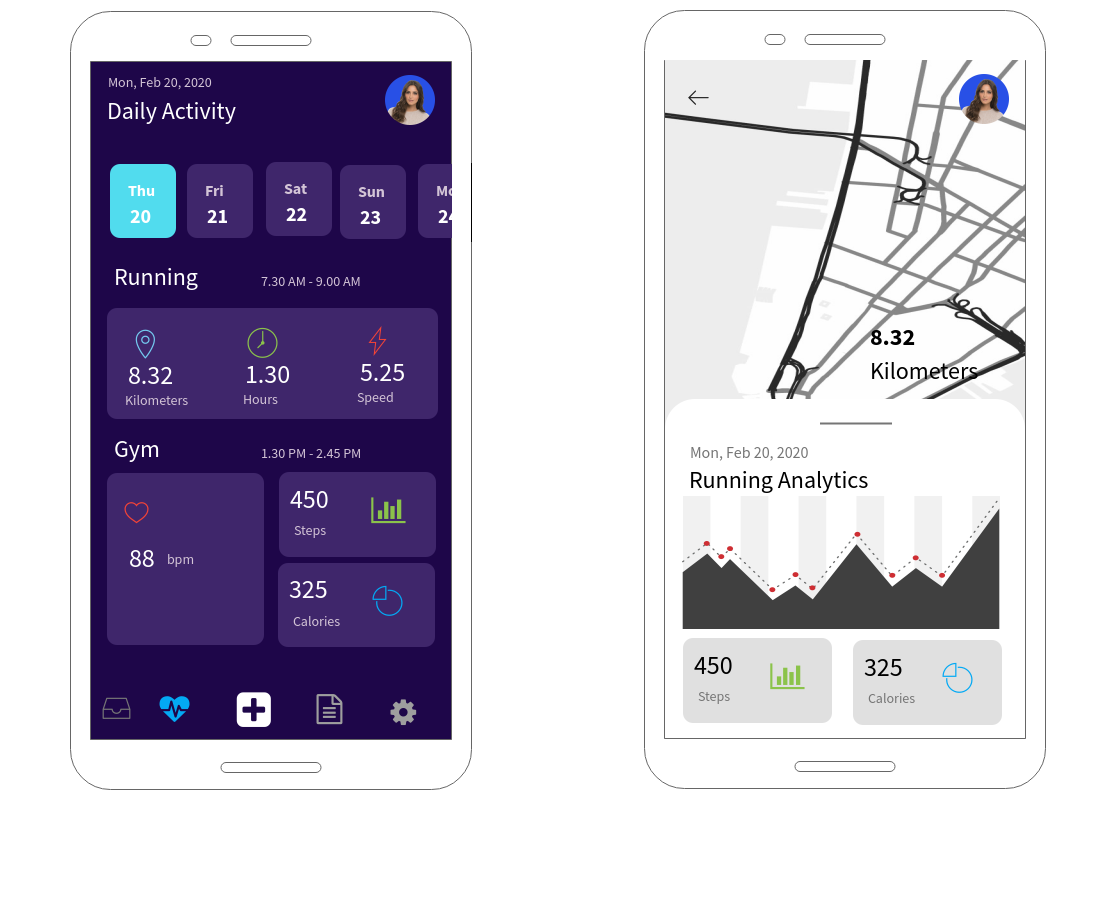 Mon, Feb 20, 2020
Daily Activity
Thu Fri Sat Sun Mo
20 21 22 23 24
Running 7.30 AM - 9.00 AM
8.32 1.30 5.25
Kilometers Hours Speed
Gym 1.30 PM - 2.45 PM
450
Steps
88 bpm
325
Calories
8.32
Kilometers
Mon, Feb 20, 2020
Running Analytics
450 325
Steps Calories